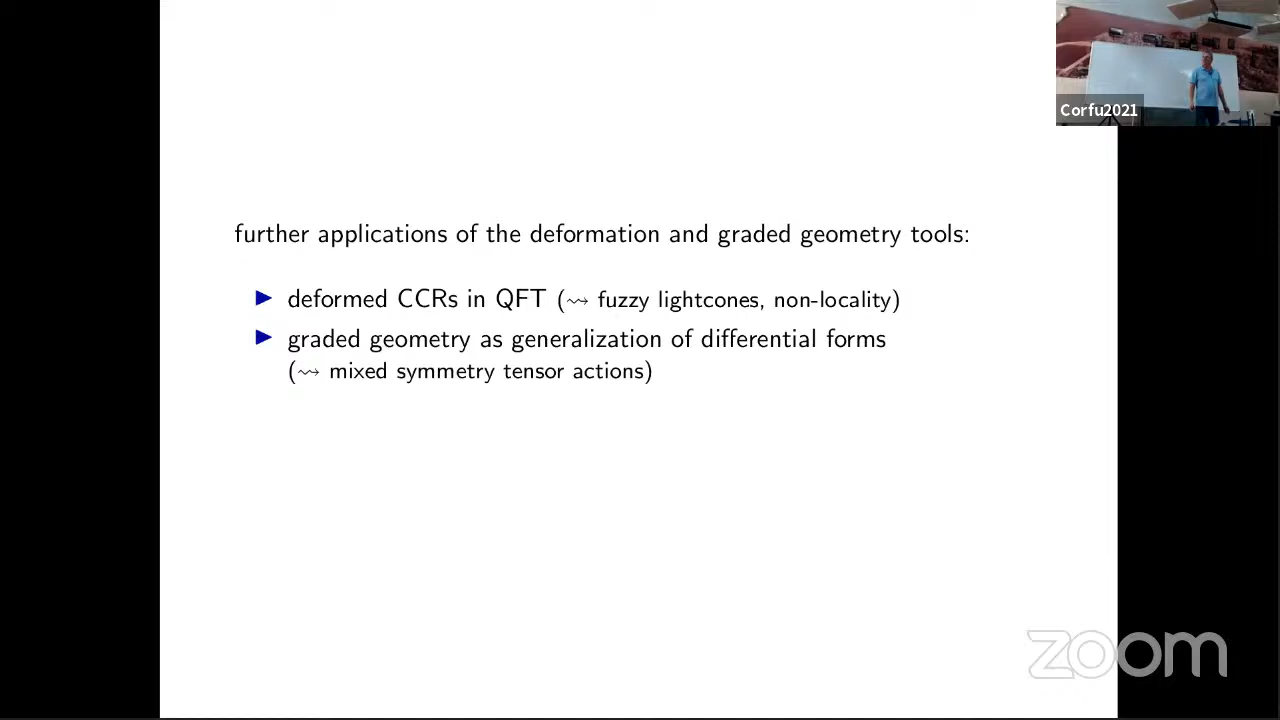 Corfu2021
further applications of the deformation and graded geometry tools:
▶ deformed CCRs in QFT (⇝ fuzzy lightcones, non-locality)
▶ graded geometry as generalization of differential forms
(⇝ mixed symmetry tensor actions)
zoom